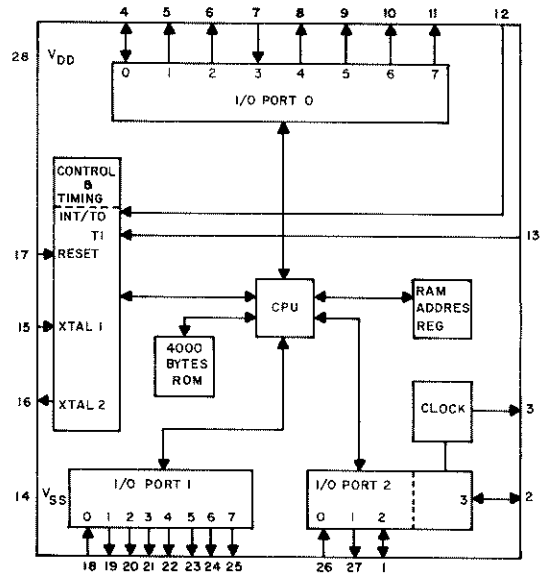 4 5 6 7 8 9 10 11 12
28 VDD
0 1 2 3 4 5 6 7
I/O PORT 0
CONTROL
&
TIMING
INT/TO
T1
13
17 RESET
CPU
RAM
ADDRES
REG
15 XTAL 1
4000
BYTES
ROM
16 XTAL 2
CLOCK
3
14 VSS
I/O PORT 1
0 1 2 3 4 5 6 7
18 19 20 21 22 23 24 25
I/O PORT 2
3
2
0 1 2
26 27 1